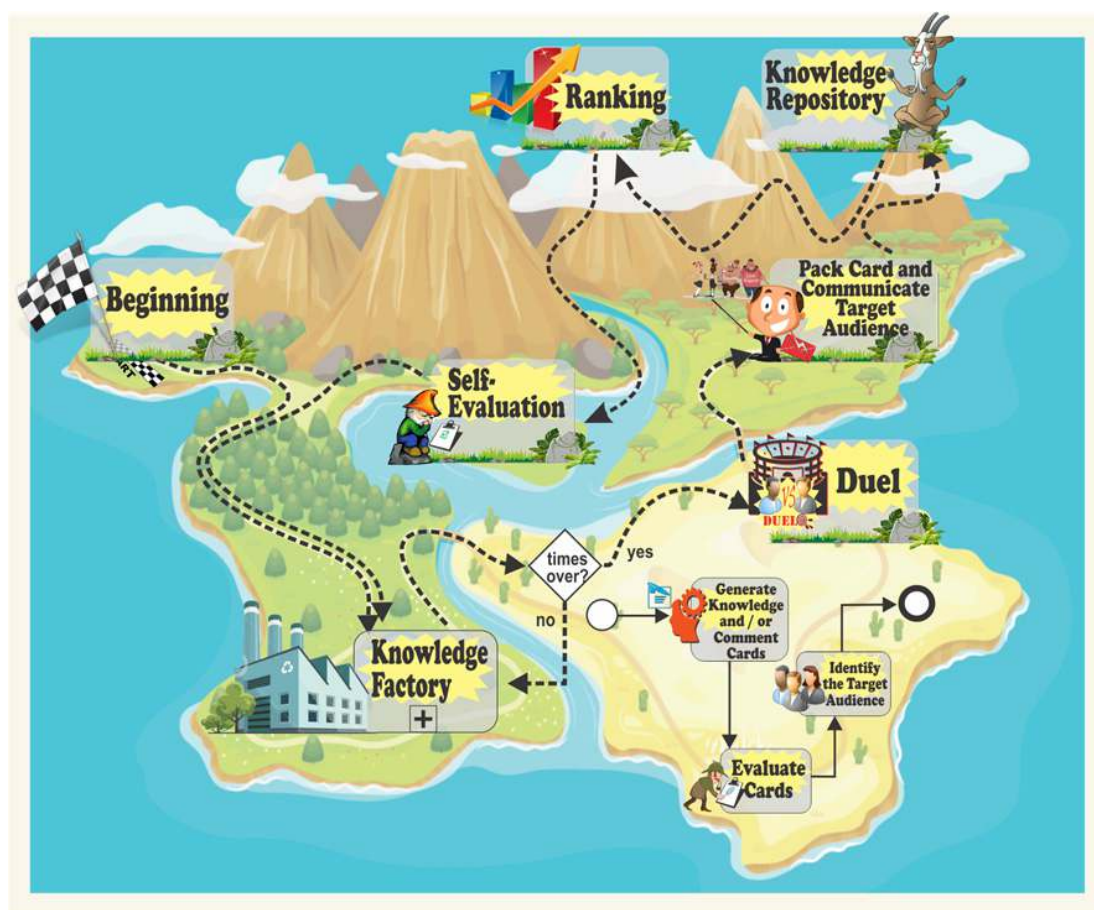 Ranking
Knowledge
Repository
Beginning
Pack Card and
Communicate
Target
Audience
Self-
Evaluation
VS
DUEL
Duel
times
over?
yes
no
Generate
Knowledge
and / or
Comment
Cards
Knowledge
Factory
Identify
the Target
Audience
Evaluate
Cards